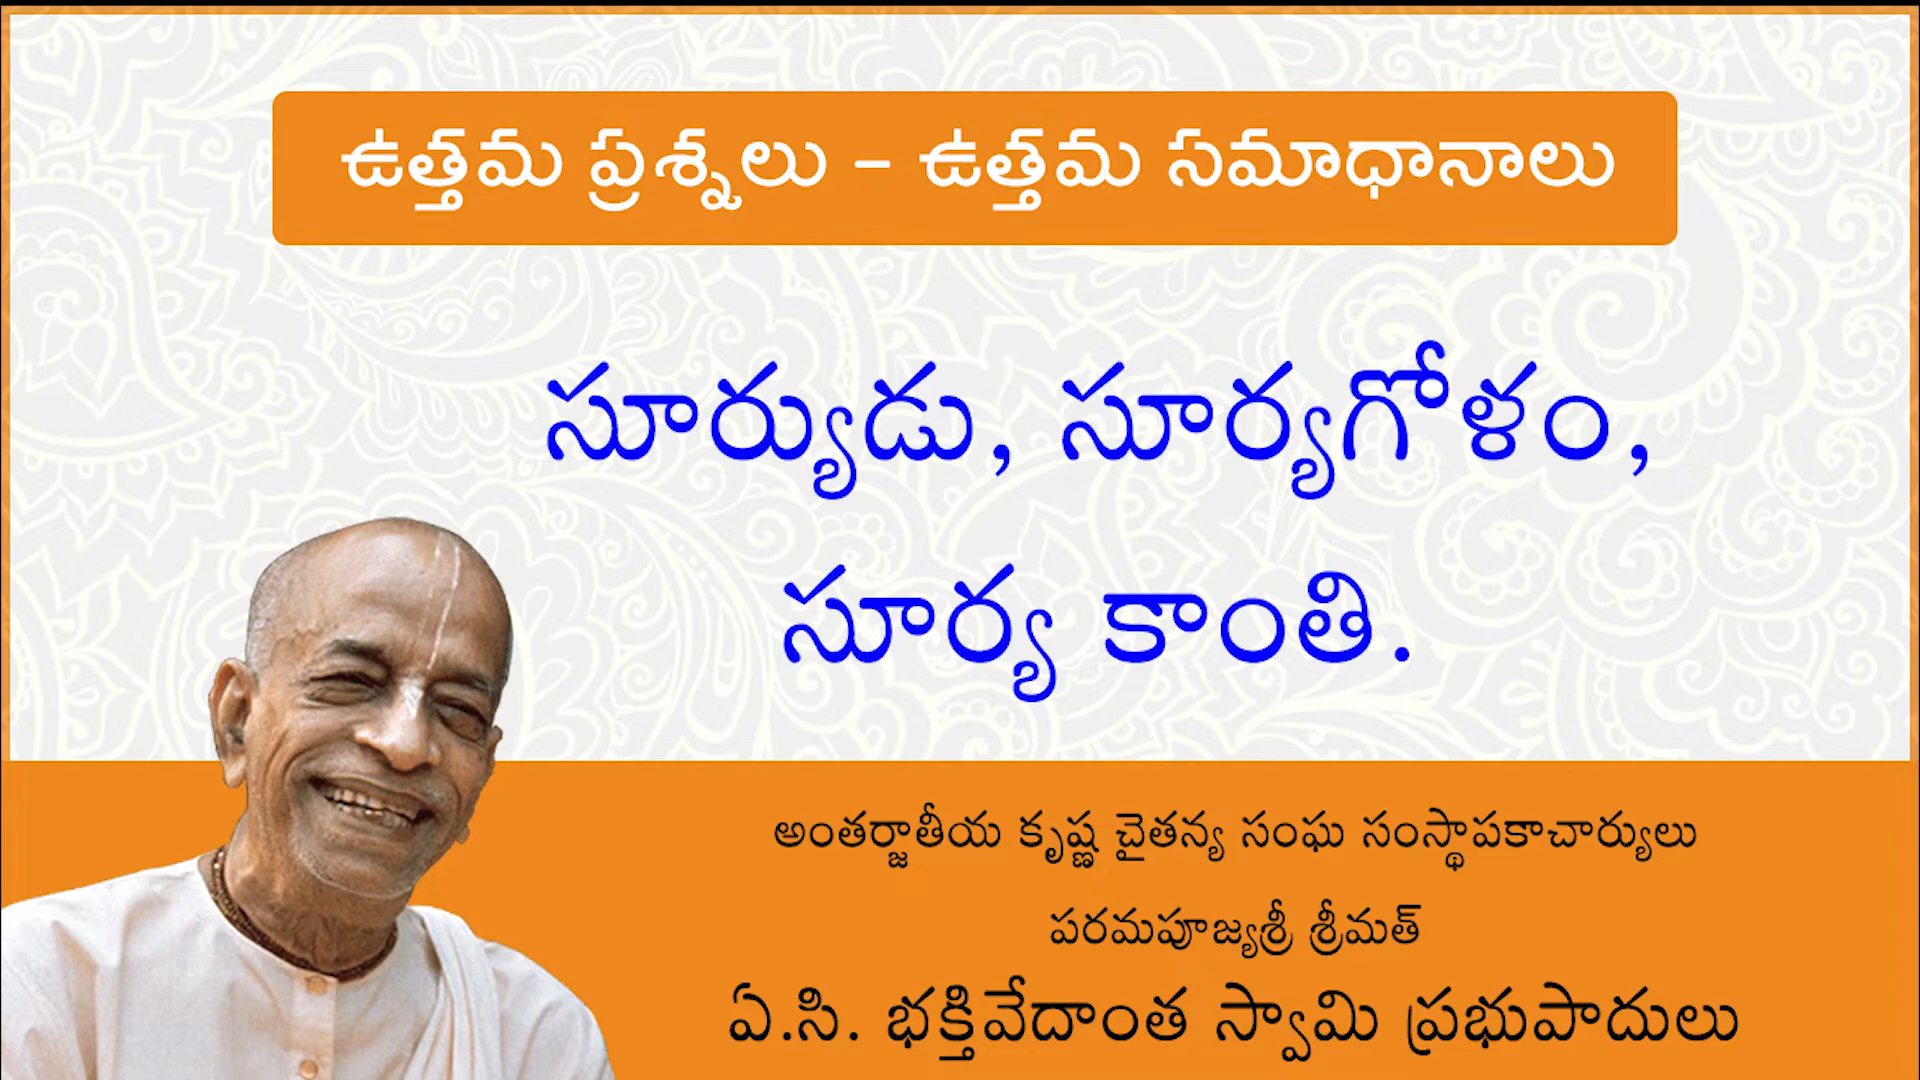 ఉత్తమ ప్రశ్నలు – ఉత్తమ సమాధానాలు
సూర్యుడు, సూర్యగోళం,
సూర్య కాంతి.
అంతర్జాతీయ కృష్ణ చైతన్య సంఘ సంస్థాపకాచార్యులు
పరమపూజ్యశ్రీ శ్రీమత్
ఏ.సి. భక్తివేదాంత స్వామి ప్రభుపాదులు